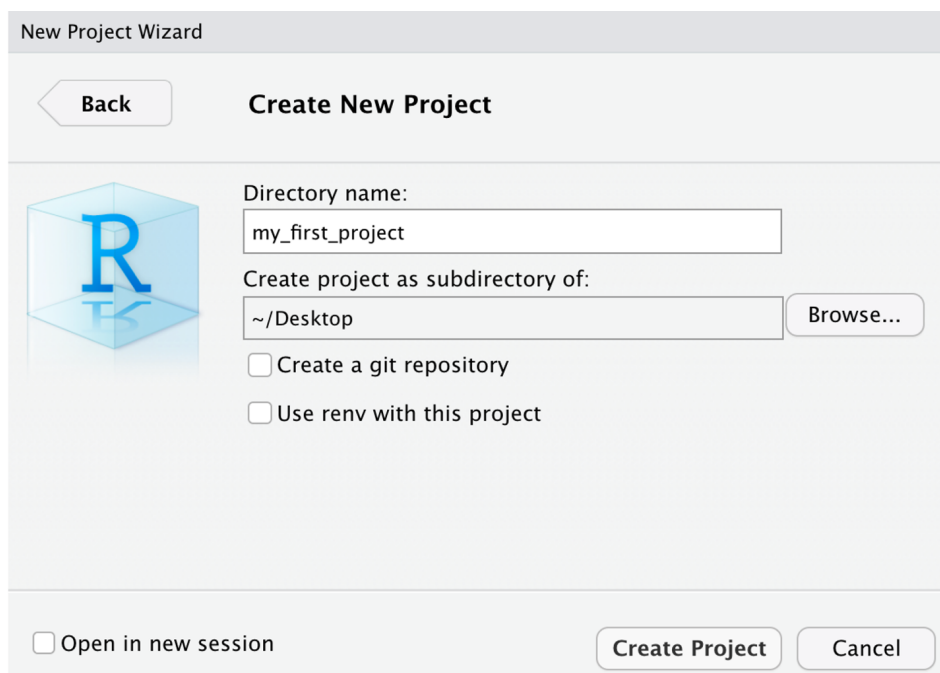 New Project Wizard
Back
Create New Project
R
Directory name:
my_first_project
Create project as subdirectory of:
~/Desktop
Browse...
Create a git repository
Use renv with this project
Open in new session
Create Project
Cancel